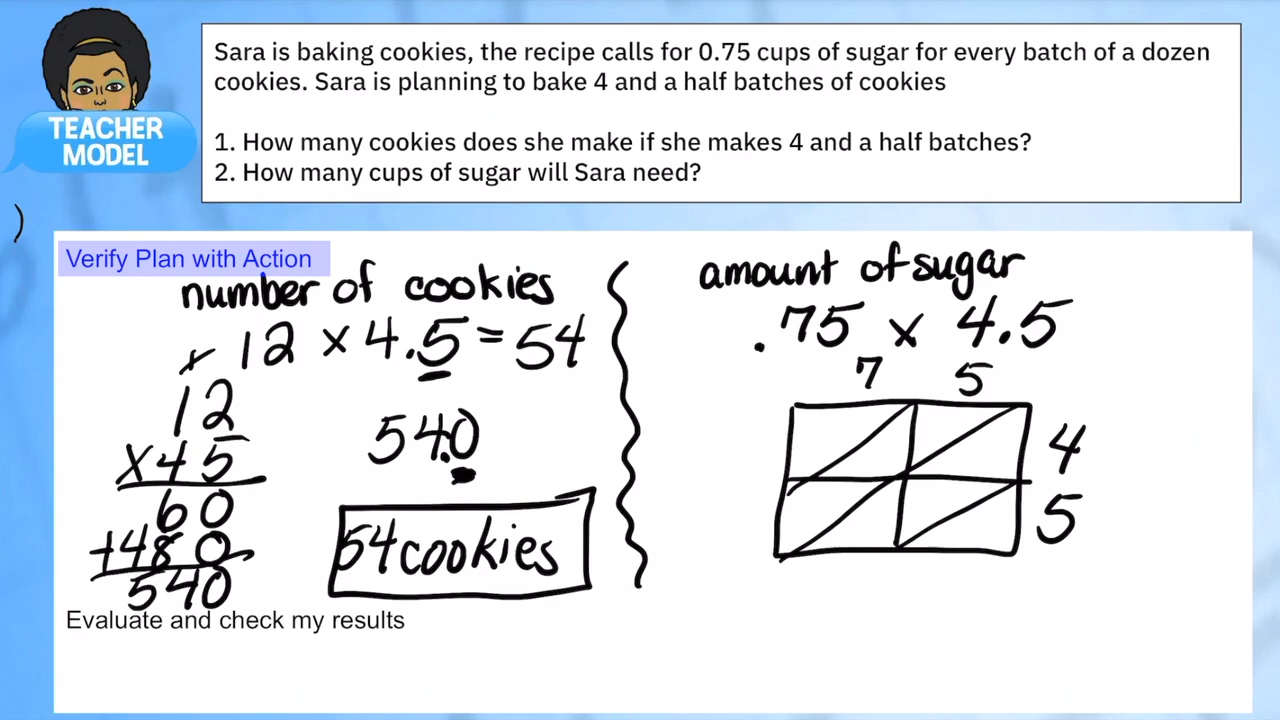 Sara is baking cookies, the recipe calls for 0.75 cups of sugar for every batch of a dozen
cookies. Sara is planning to bake 4 and a half batches of cookies
1. How many cookies does she make if she makes 4 and a half batches?
2. How many cups of sugar will Sara need?
TEACHER
MODEL
)
Verify Plan with Action
number of cookies
12 x 4.5 = 54
12
x45
60
+480
540
54.0
54cookies
amount of sugar
.75 x 4.5
7 5
4
5
Evaluate and check my results